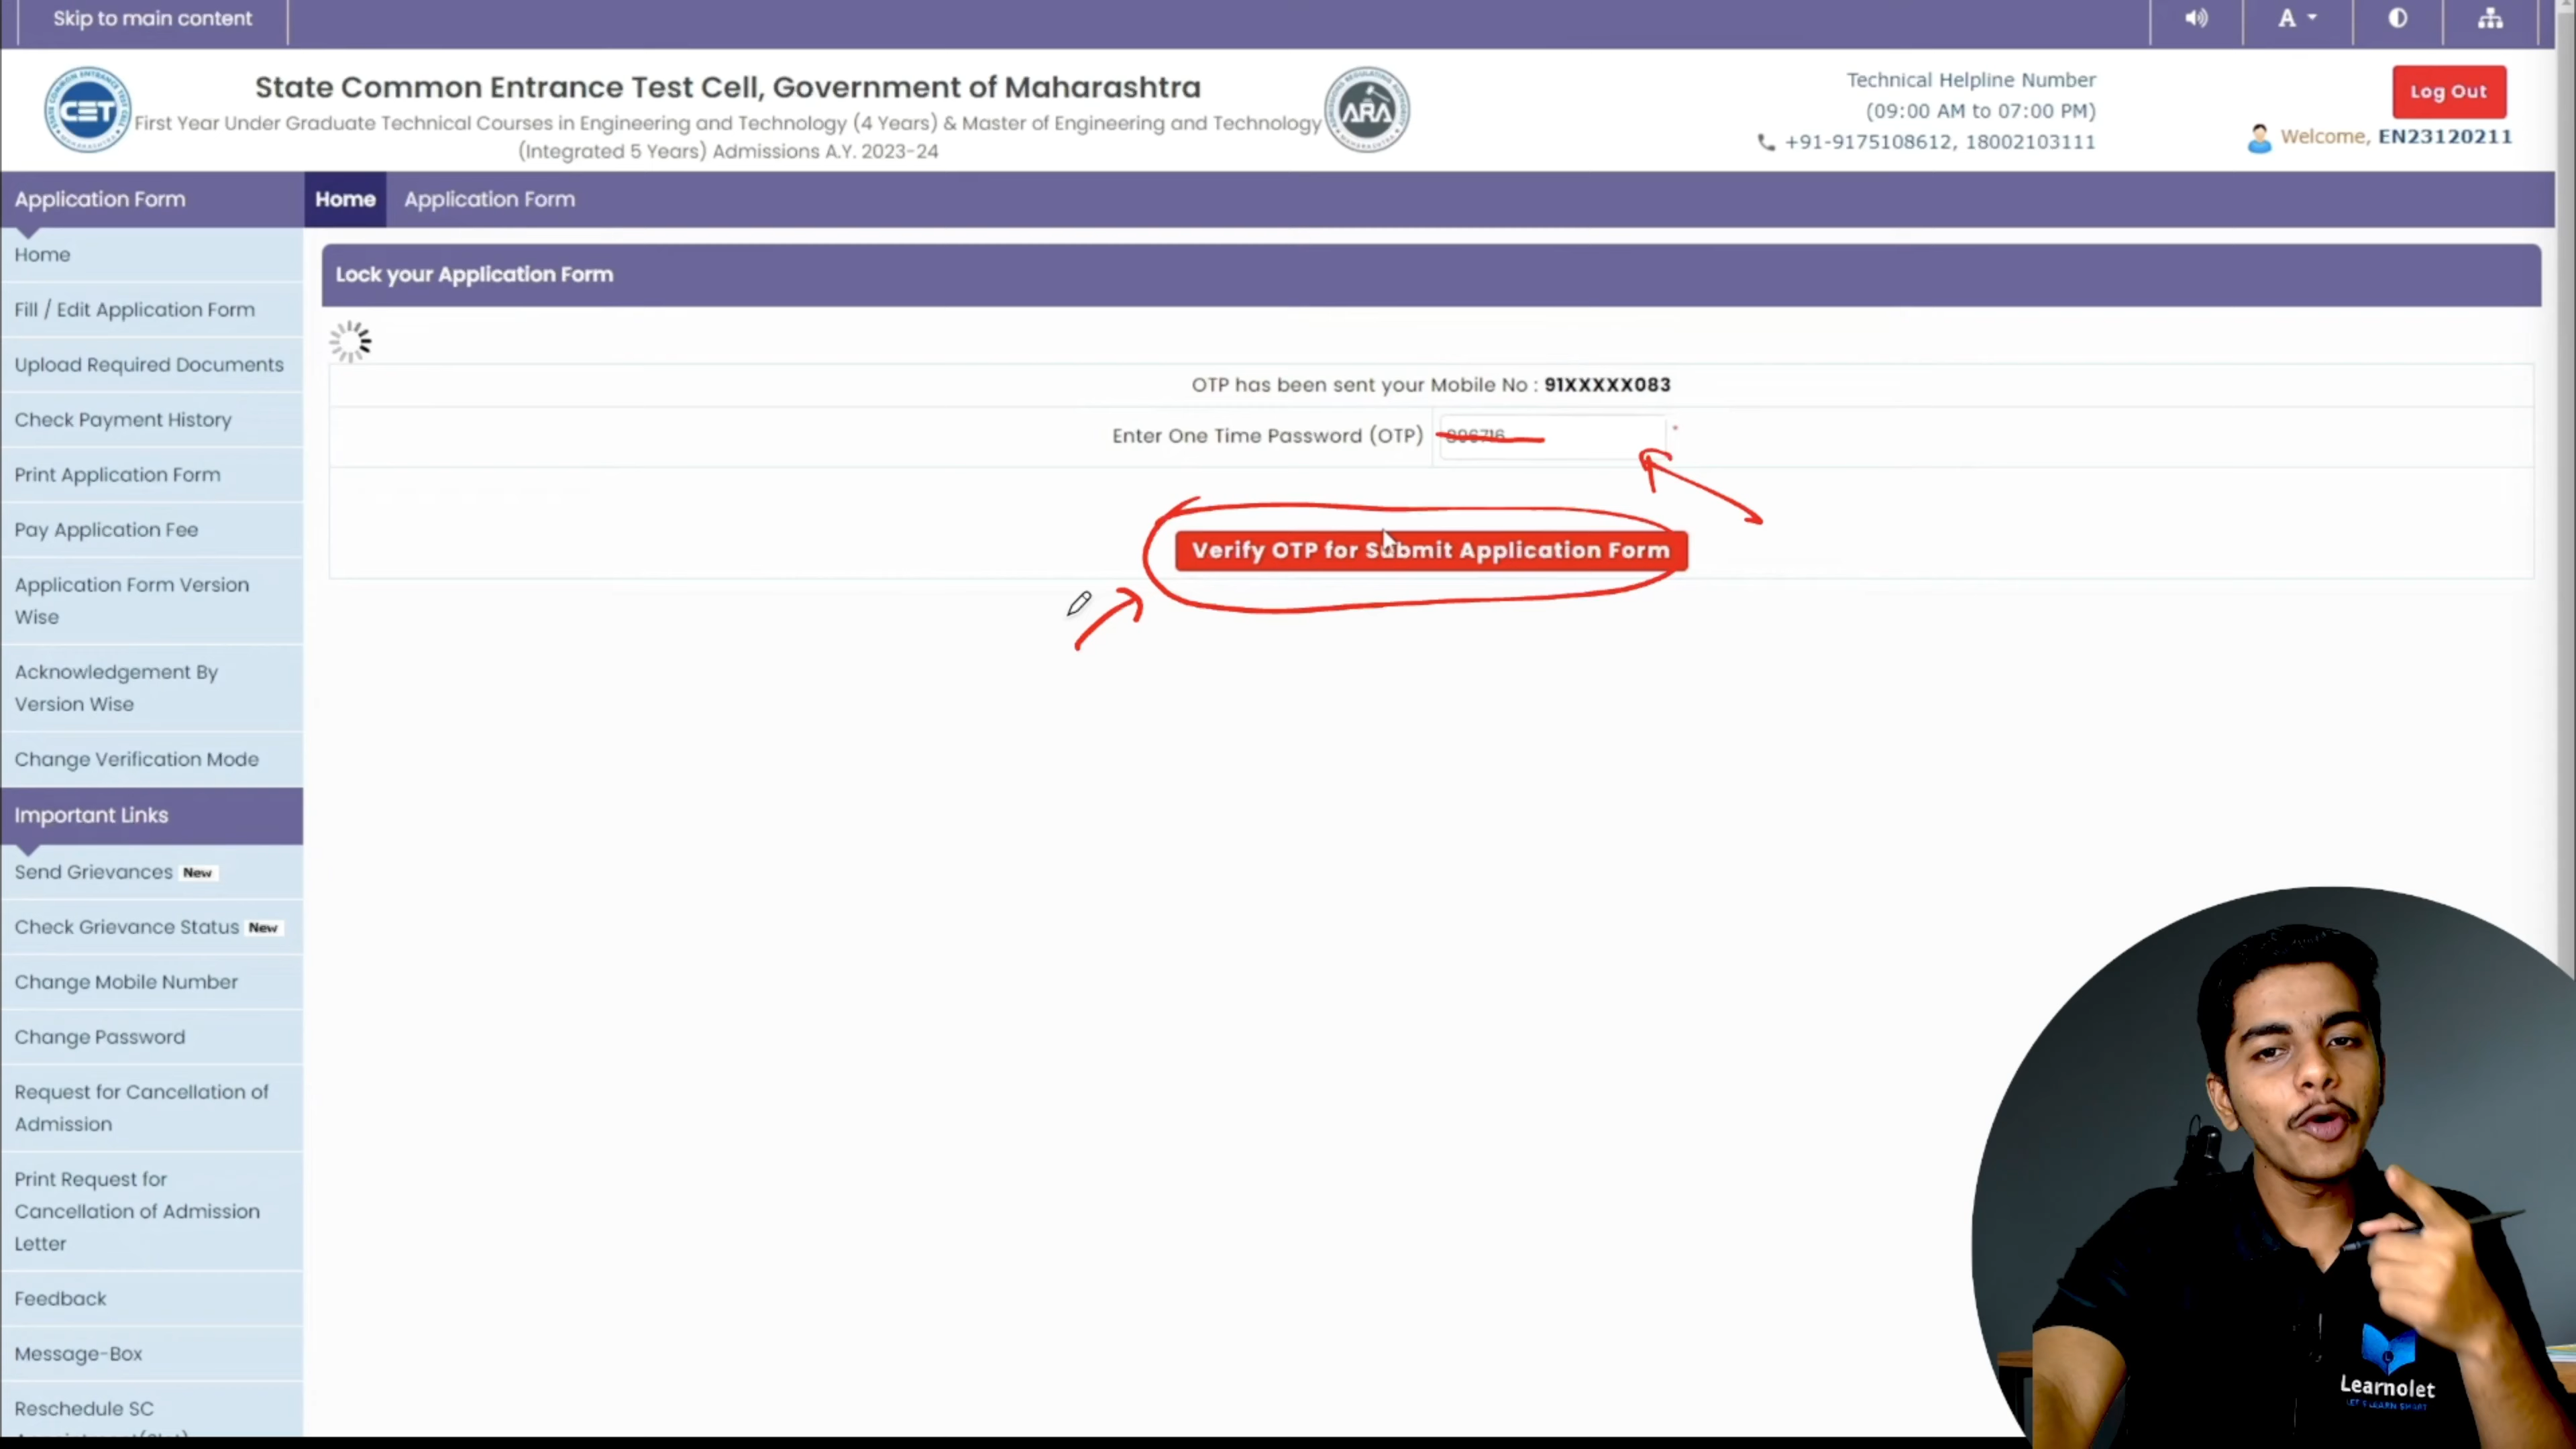 Skip to main content
A
CET
State Common Entrance Test Cell, Government of Maharashtra
First Year Under Graduate Technical Courses in Engineering and Technology (4 Years) & Master of Engineering and Technology
(Integrated 5 Years) Admissions A.Y. 2023-24
ARA
Technical Helpline Number
(09:00 AM to 07:00 PM)
+91-9175108612, 18002103111
Log Out
Welcome, EN23120211
Application Form
Home
Application Form
Home
Fill / Edit Application Form
Upload Required Documents
Check Payment History
Print Application Form
Pay Application Fee
Application Form Version
Wise
Acknowledgement By
Version Wise
Change Verification Mode
Important Links
Send Grievances New
Check Grievance Status New
Change Mobile Number
Change Password
Request for Cancellation of
Admission
Print Request for
Cancellation of Admission
Letter
Feedback
Message-Box
Reschedule SC
Lock your Application Form
OTP has been sent your Mobile No : 91XXXXX083
Enter One Time Password (OTP)
*
Verify OTP for Submit Application Form
Learnolet
LET'S LEARN SMART